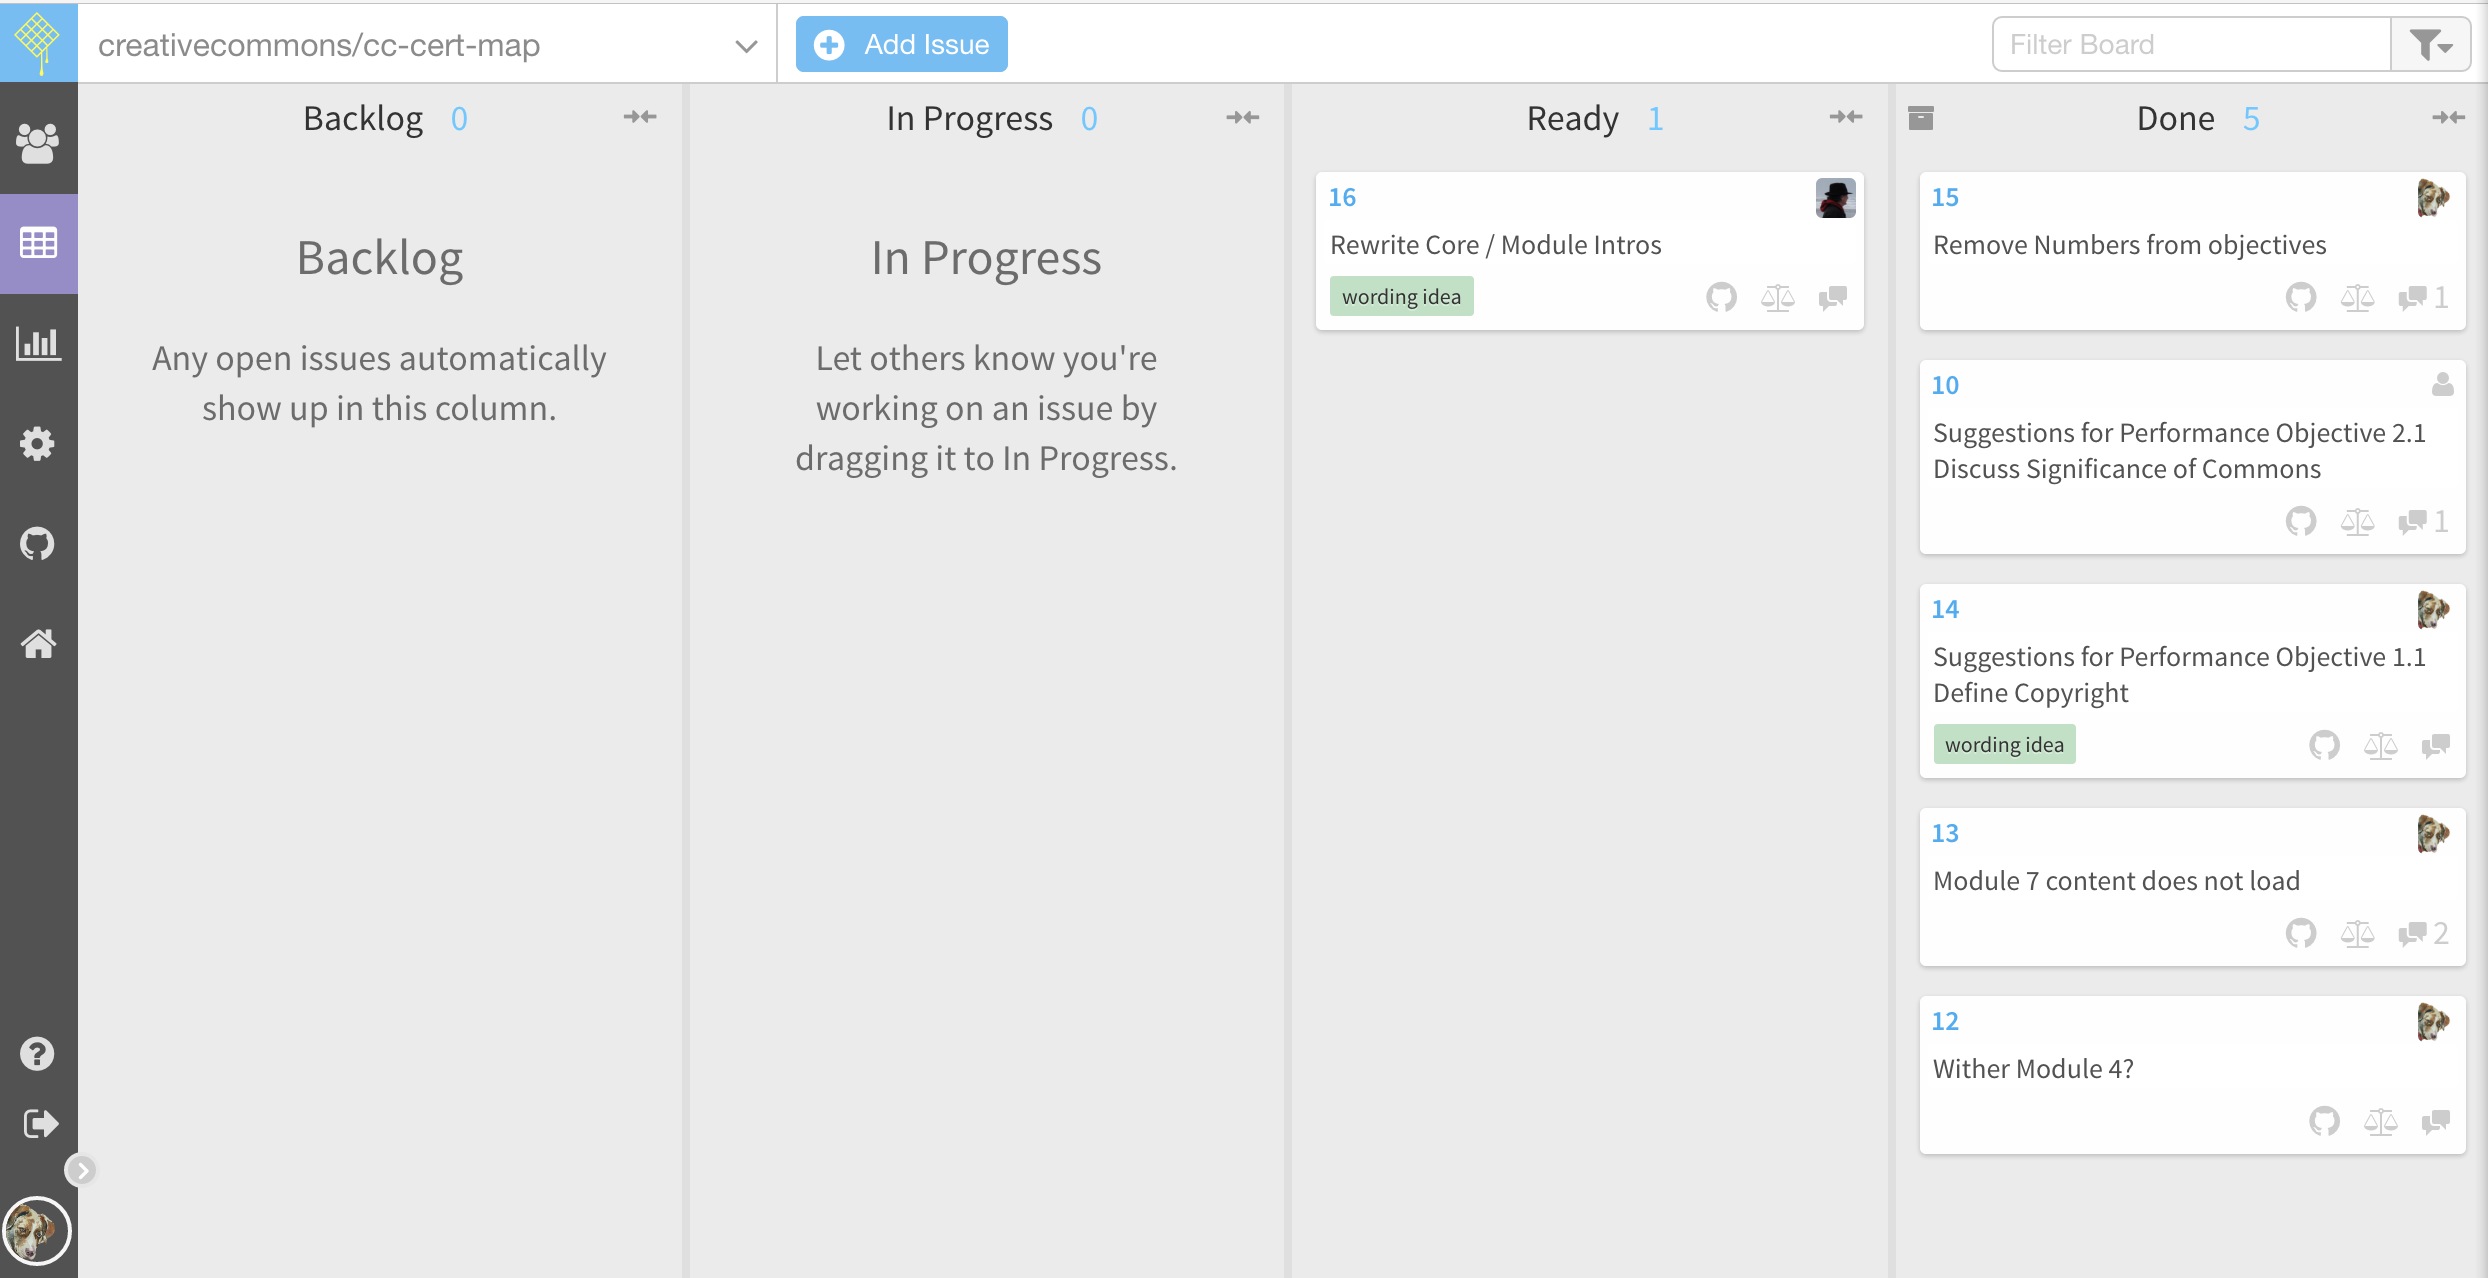 creativecommons/cc-cert-map
Add Issue
Filter Board
Backlog 0
Backlog
Any open issues automatically
show up in this column.
In Progress 0
In Progress
Let others know you're
working on an issue by
dragging it to In Progress.
Ready 1
16
Rewrite Core / Module Intros
wording idea
Done 5
15
Remove Numbers from objectives
1
10
Suggestions for Performance Objective 2.1
Discuss Significance of Commons
1
14
Suggestions for Performance Objective 1.1
Define Copyright
wording idea
13
Module 7 content does not load
2
12
Wither Module 4?